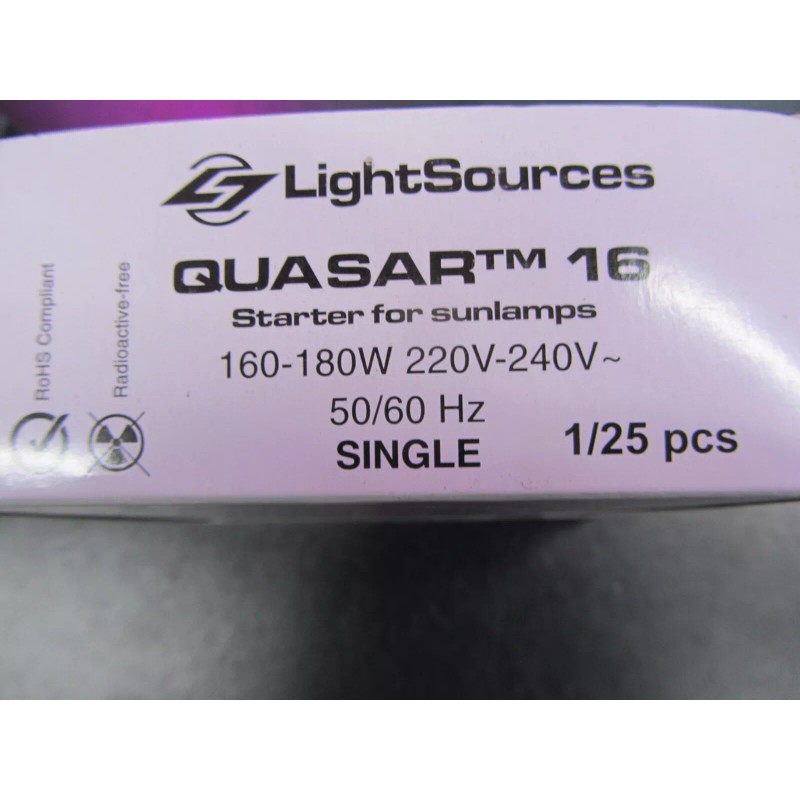 LightSources
QUASAR™ 16
Starter for sunlamps
160-180W 220V-240V~
50/60 Hz
SINGLE
1/25 pcs
RoHS Compliant
Radioactive-free